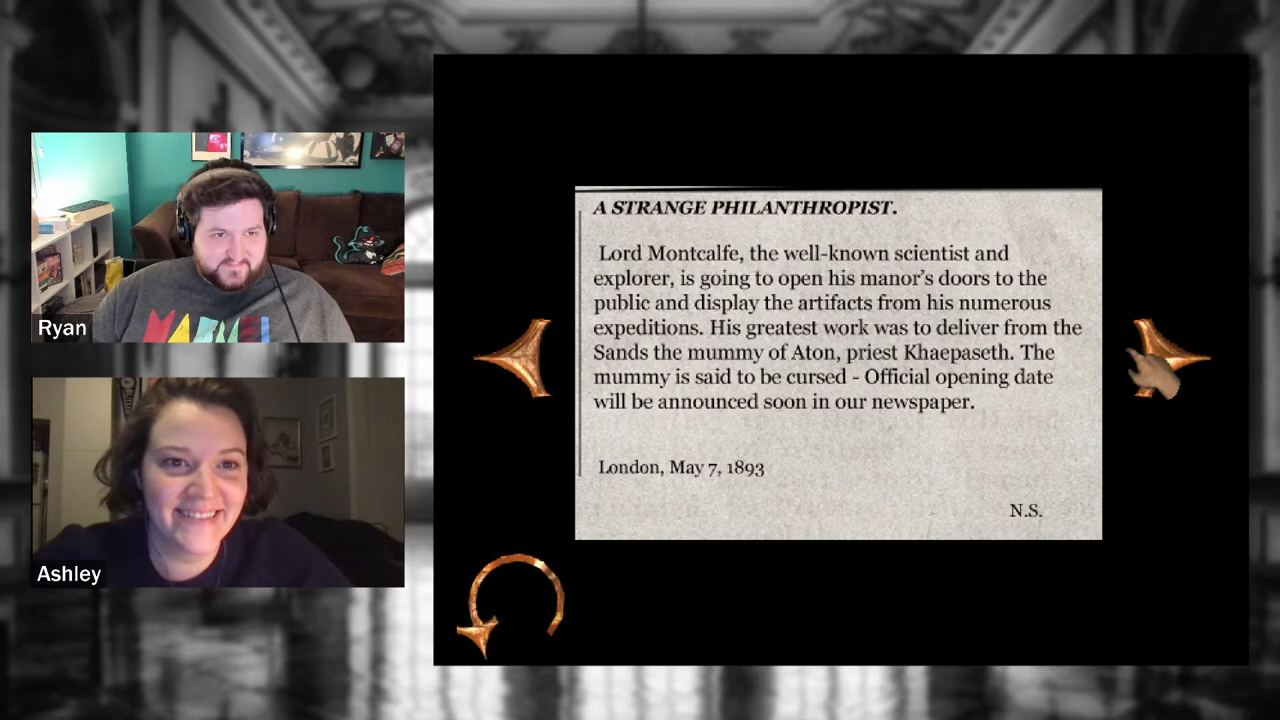 A STRANGE PHILANTHROPIST.
Lord Montcalfe, the well-known scientist and
explorer, is going to open his manor's doors to the
public and display the artifacts from his numerous
expeditions. His greatest work was to deliver from the
Sands the mummy of Aton, priest Khaepaseth. The
mummy is said to be cursed - Official opening date
will be announced soon in our newspaper.
London, May 7, 1893
N.S.
Ryan
Ashley